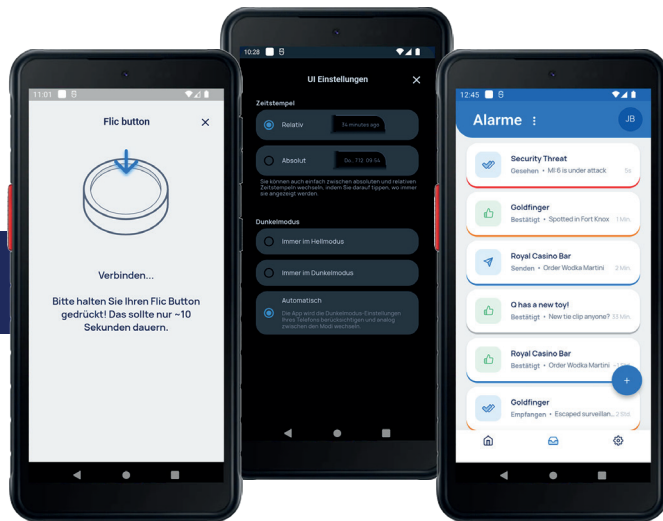 11:01
Flic button
Verbinden...
Bitte halten Sie Ihren Flic Button
gedrückt! Das sollte nur ~10
Sekunden dauern.
10:28
UI Einstellungen
Zeitstempel
Relativ
34 minutes ago
Absolut
Sie können auch einfach zwischen absoluten und relativen
Zeitstempeln wechseln, indem Sie darauf tippen, wo immer
sie angezeigt werden.
Dunkelmodus
Immer im Hellmodus
Immer im Dunkelmodus
Automatisch
Die App wird die Dunkelmodus-Einstellungen
Ihres Telefons berücksichtigen und analog
zwischen den Modi wechseln.
12:45
Alarme
JB
Security Threat
Gesehen • MI6 is under attack
Goldfinger
Bestätigt • Spotted in Fort Knox 1 Min.
Royal Casino Bar
Senden • Order Wodka Martini 2 Min.
Q has a new toy!
Bestätigt • New tie clip anyone? 33 Min.
Royal Casino Bar
Bestätigt • Order Wodka Martini
+
Goldfinger
Empfangen • Escaped surveillan... 2 Std.